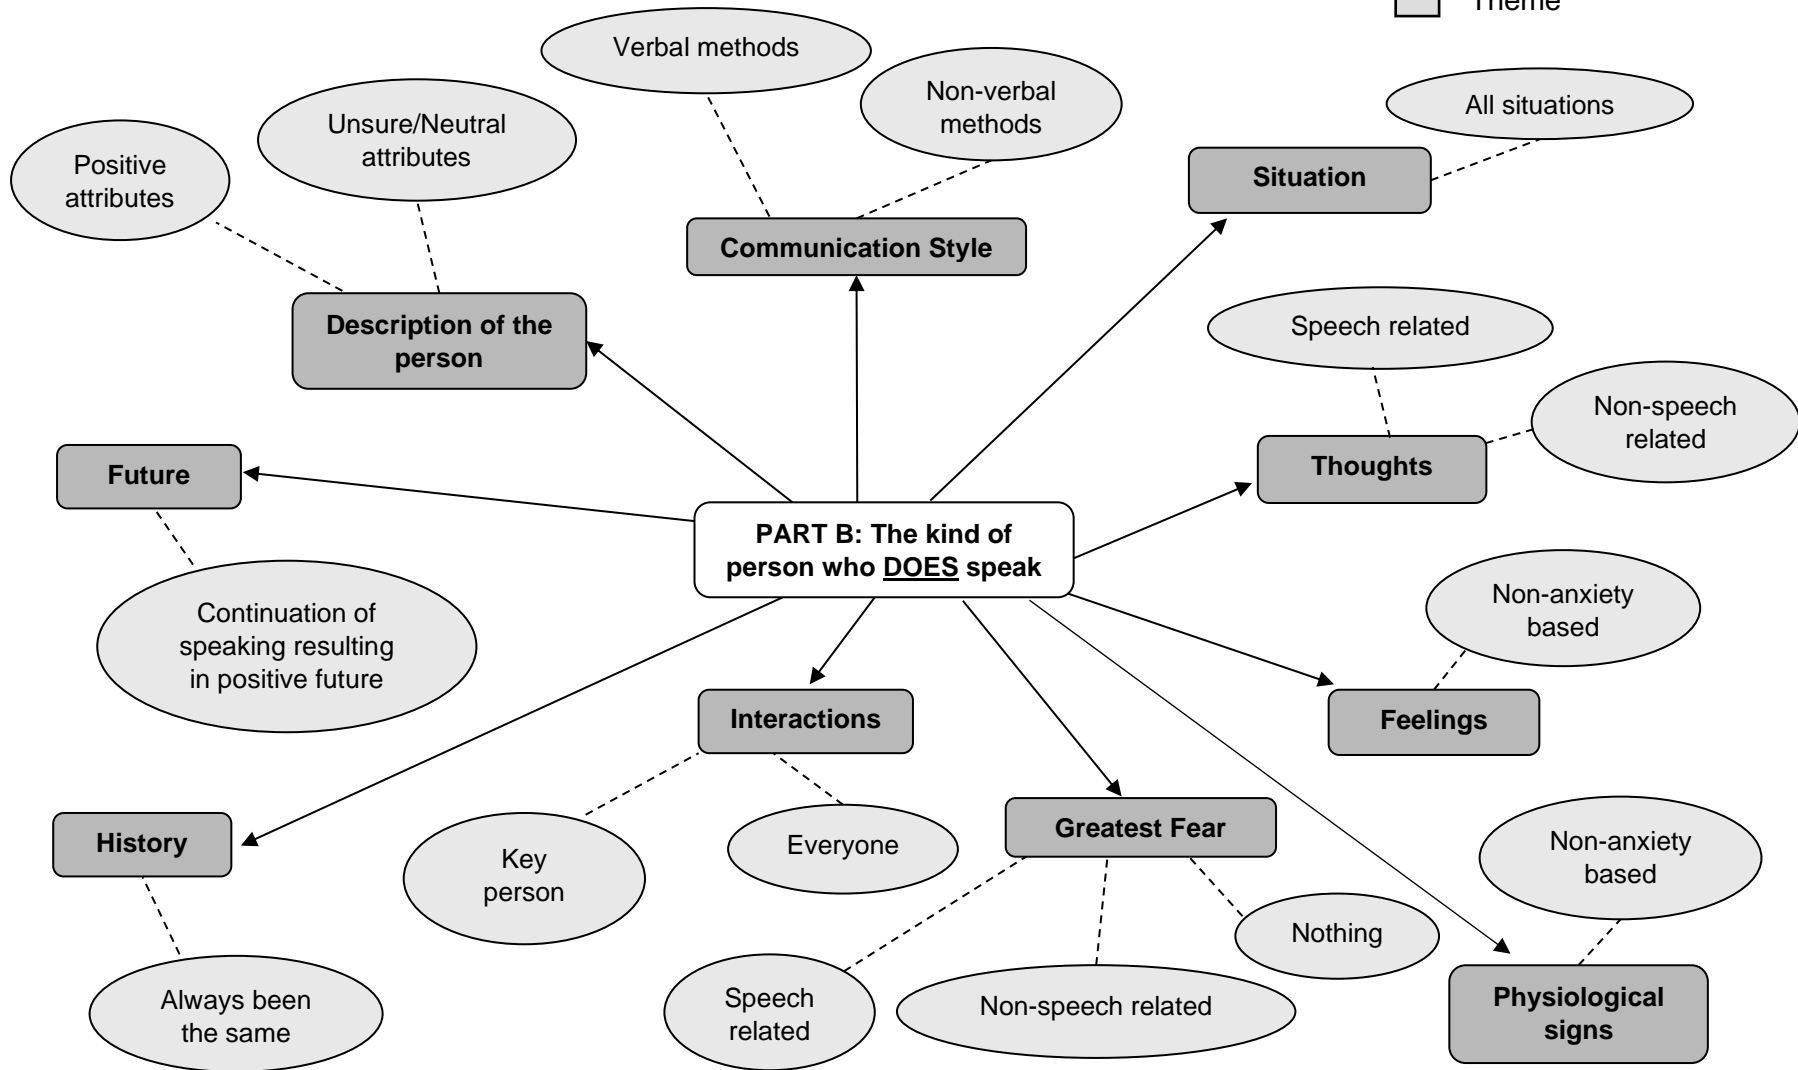 Theme
Verbal methods
Non-verbal
methods
All situations
Unsure/Neutral
attributes
Positive
attributes
Situation
Communication Style
Description of the
person
Speech related
Non-speech
related
Thoughts
Future
PART B: The kind of
person who DOES speak
Continuation of
speaking resulting
in positive future
Non-anxiety
based
Interactions
Feelings
History
Key
person
Everyone
Greatest Fear
Non-anxiety
based
Nothing
Always been
the same
Speech
related
Non-speech related
Physiological
signs